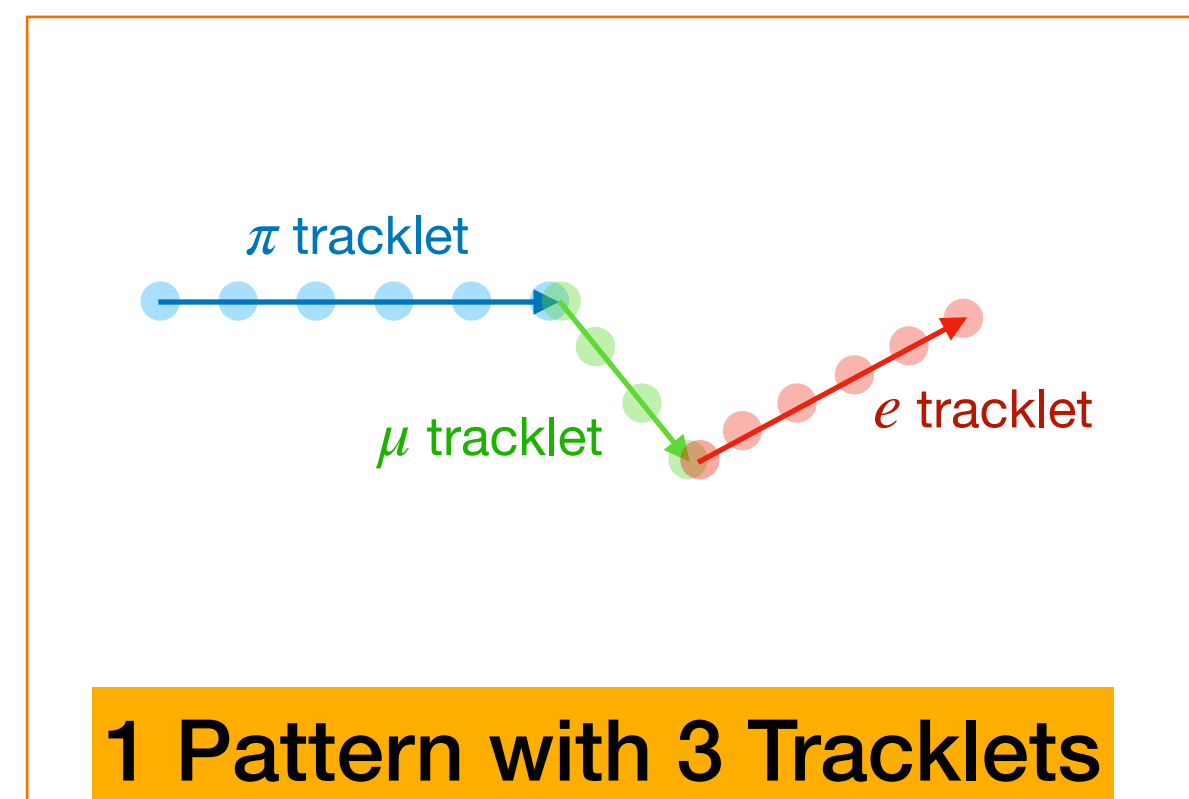 π tracklet
e tracklet
μ tracklet
1 Pattern with 3 Tracklets